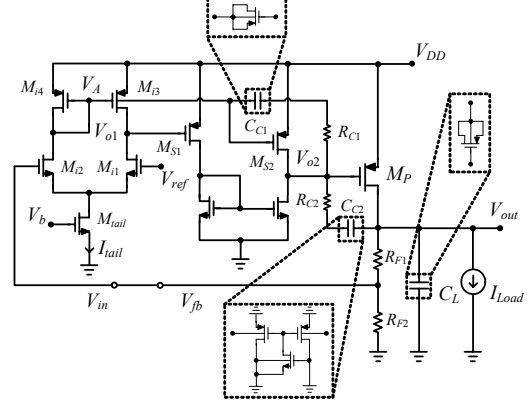 V_DD
M_i4
V_A
M_i3
C_C1
R_C1
V_o1
M_S1
M_S2
V_o2
M_P
M_i2
M_i1
V_ref
R_C2
C_C2
V_out
V_b
M_tail
I_tail
R_F1
C_L
I_Load
V_in
V_fb
R_F2